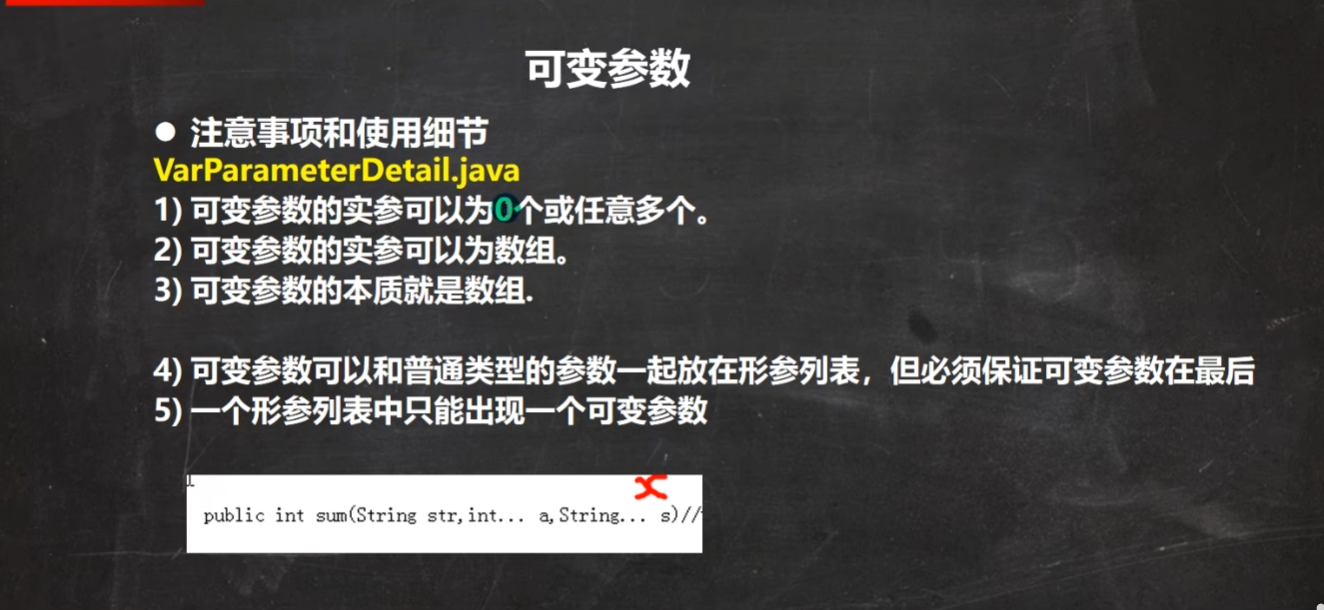 可变参数
● 注意事项和使用细节
VarParameterDetail.java
1) 可变参数的实参可以为0个或任意多个。
2) 可变参数的实参可以为数组。
3) 可变参数的本质就是数组.
4) 可变参数可以和普通类型的参数一起放在形参列表，但必须保证可变参数在最后
5) 一个形参列表中只能出现一个可变参数
public int sum(String str,int... a,String... s)//